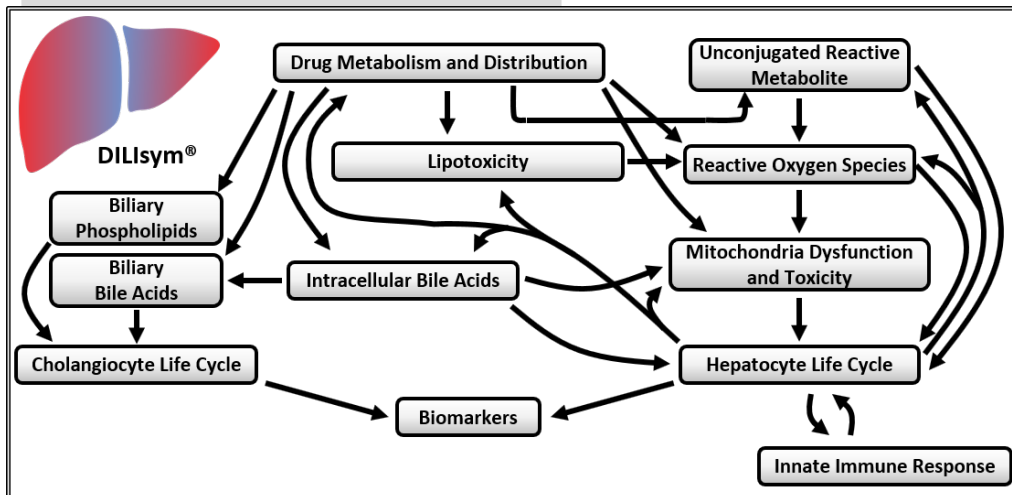 Drug Metabolism and Distribution
Unconjugated Reactive
Metabolite
DILIsym®
Lipotoxicity
Reactive Oxygen Species
Biliary
Phospholipids
Mitochondria Dysfunction
and Toxicity
Biliary
Bile Acids
Intracellular Bile Acids
Cholangiocyte Life Cycle
Hepatocyte Life Cycle
Biomarkers
Innate Immune Response